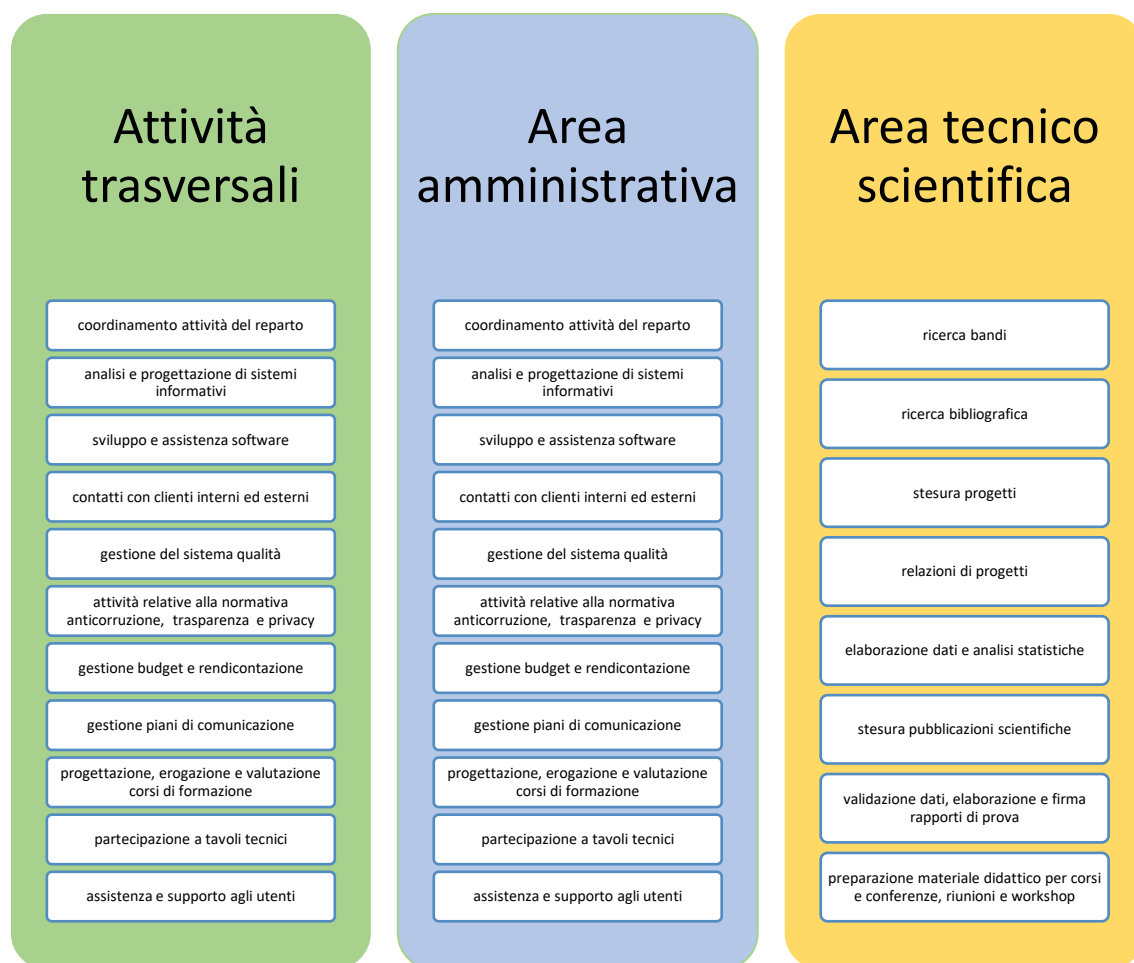 Attività
trasversali
coordinamento attività del reparto
analisi e progettazione di sistemi
informativi
sviluppo e assistenza software
contatti con clienti interni ed esterni
gestione del sistema qualità
attività relative alla normativa
anticorruzione, trasparenza e privacy
gestione budget e rendicontazione
gestione piani di comunicazione
progettazione, erogazione e valutazione
corsi di formazione
partecipazione a tavoli tecnici
assistenza e supporto agli utenti
Area
amministrativa
coordinamento attività del reparto
analisi e progettazione di sistemi
informativi
sviluppo e assistenza software
contatti con clienti interni ed esterni
gestione del sistema qualità
attività relative alla normativa
anticorruzione, trasparenza e privacy
gestione budget e rendicontazione
gestione piani di comunicazione
progettazione, erogazione e valutazione
corsi di formazione
partecipazione a tavoli tecnici
assistenza e supporto agli utenti
Area tecnico
scientifica
ricerca bandi
ricerca bibliografica
stesura progetti
relazioni di progetti
elaborazione dati e analisi statistiche
stesura pubblicazioni scientifiche
validazione dati, elaborazione e firma
rapporti di prova
preparazione materiale didattico per corsi
e conferenze, riunioni e workshop